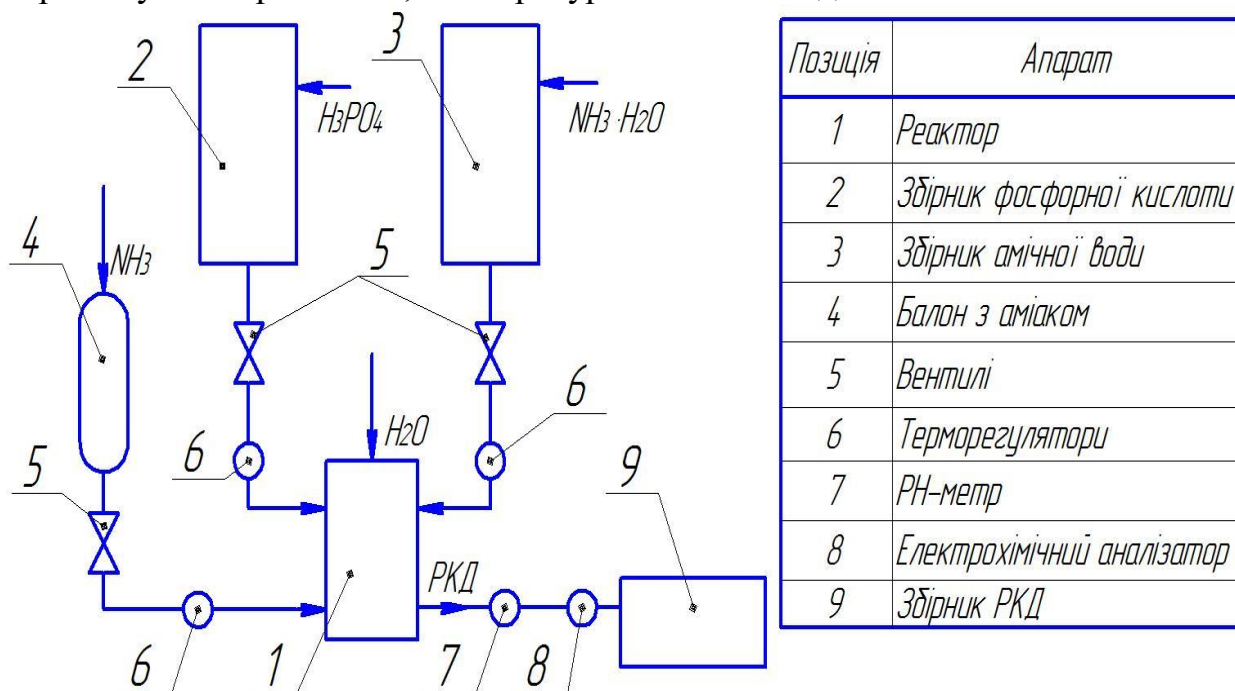 2
H3PO4
3
NH3·H2O
4
NH3
5
5
6
H2O
6
9
РКД
6
1
7
8
Позиція Апарат
1 Реактор
2 Збірник фосфорної кислоти
3 Збірник амічної води
4 Балон з аміаком
5 Вентилі
6 Терморегулятори
7 РН-метр
8 Електрохімічний аналізатор
9 Збірник РКД